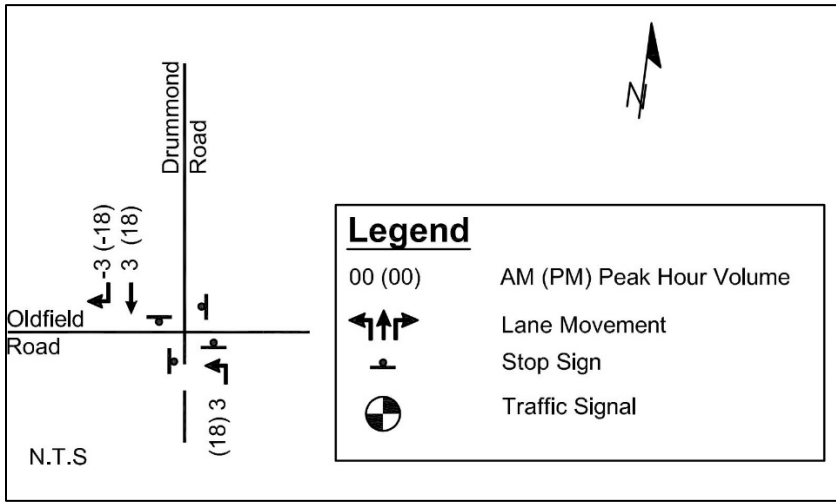 Drummond
Road
N
-3 (-18)
3 (18)
Oldfield
Road
(18) 3
N.T.S
Legend
00 (00) AM (PM) Peak Hour Volume
Lane Movement
Stop Sign
Traffic Signal